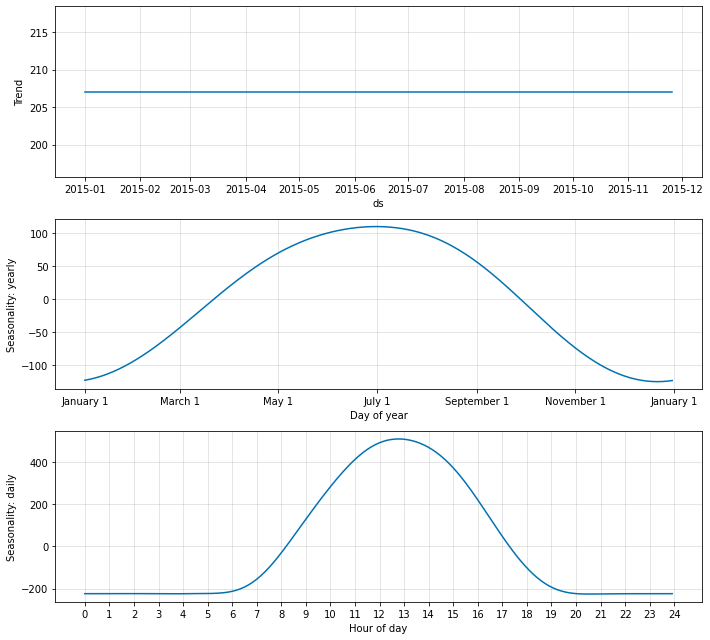 215
210
205
200
Trend
2015-01 2015-02 2015-03 2015-04 2015-05 2015-06 2015-07 2015-08 2015-09 2015-10 2015-11 2015-12
ds
100
50
0
−50
−100
Seasonality: yearly
January 1 March 1 May 1 July 1 September 1 November 1 January 1
Day of year
400
200
0
−200
Seasonality: daily
0 1 2 3 4 5 6 7 8 9 10 11 12 13 14 15 16 17 18 19 20 21 22 23 24
Hour of day